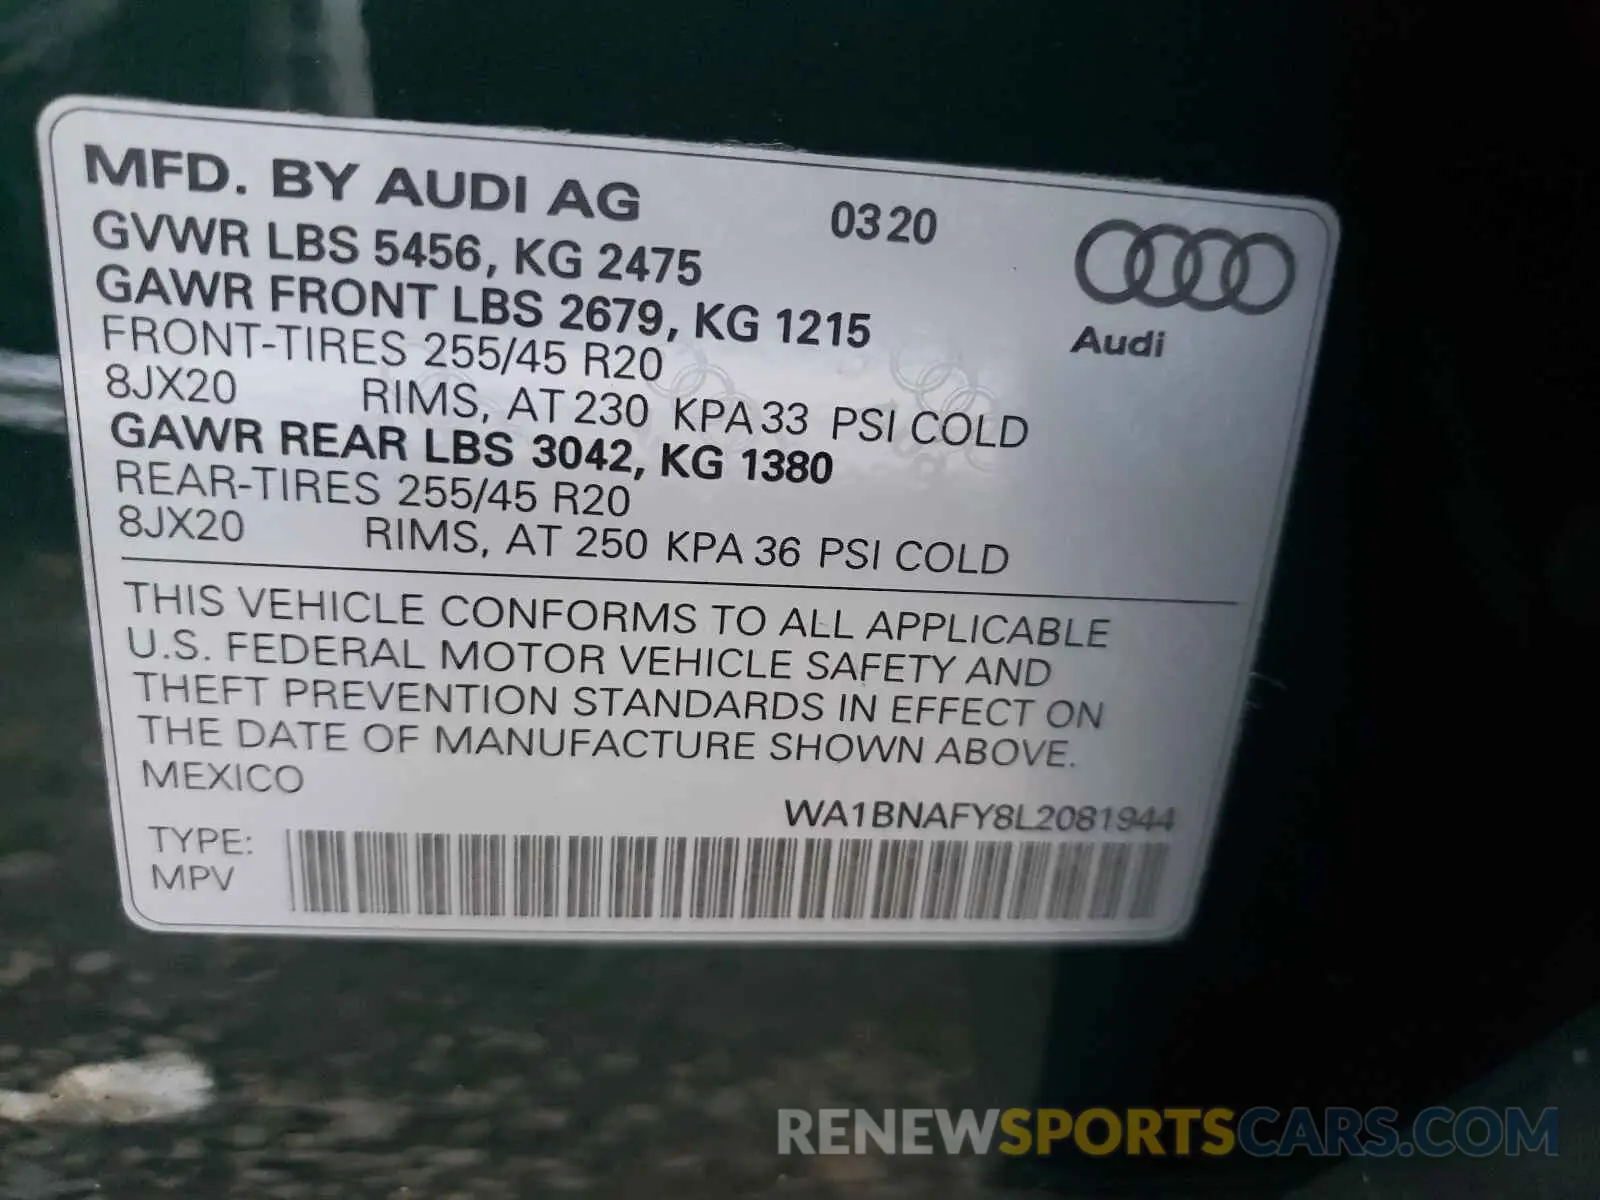 MFD. BY AUDI AG 0320
GVWR LBS 5456, KG 2475
GAWR FRONT LBS 2679, KG 1215
Audi
FRONT-TIRES 255/45 R20
8JX20 RIMS, AT 230 KPA 33 PSI COLD
GAWR REAR LBS 3042, KG 1380
REAR-TIRES 255/45 R20
8JX20 RIMS, AT 250 KPA 36 PSI COLD
THIS VEHICLE CONFORMS TO ALL APPLICABLE
U.S. FEDERAL MOTOR VEHICLE SAFETY AND
THEFT PREVENTION STANDARDS IN EFFECT ON
THE DATE OF MANUFACTURE SHOWN ABOVE.
MEXICO
WA1BNAFY8L2081944
TYPE:
MPV
RENEWSPORTSCARS.COM